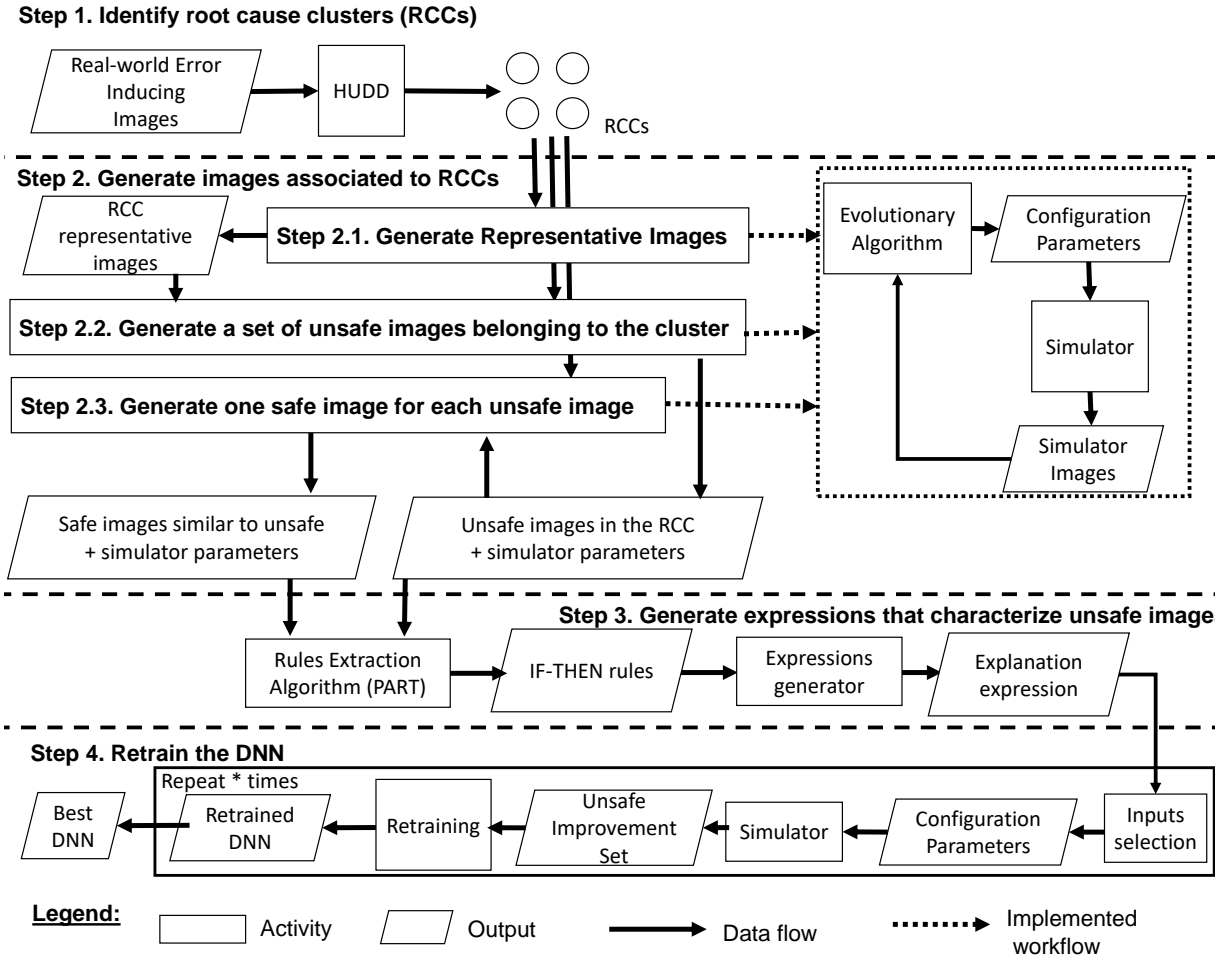 Step 1. Identify root cause clusters (RCCs)
Real-world Error
Inducing
Images
HUDD
RCCs
Step 2. Generate images associated to RCCs
RCC
representative
images
Step 2.1. Generate Representative Images
Evolutionary
Algorithm
Configuration
Parameters
Step 2.2. Generate a set of unsafe images belonging to the cluster
Simulator
Step 2.3. Generate one safe image for each unsafe image
Simulator
Images
Safe images similar to unsafe
+ simulator parameters
Unsafe images in the RCC
+ simulator parameters
Step 3. Generate expressions that characterize unsafe image
Rules Extraction
Algorithm (PART)
IF-THEN rules
Expressions
generator
Explanation
expression
Step 4. Retrain the DNN
Repeat * times
Best
DNN
Retrained
DNN
Retraining
Unsafe
Improvement
Set
Simulator
Configuration
Parameters
Inputs
selection
Legend:
Activity
Output
Data flow
Implemented
workflow